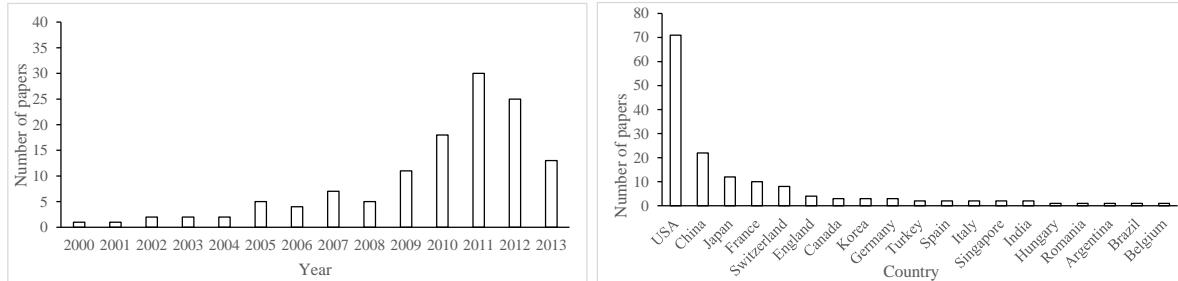 40
35
30
25
20
15
10
5
0
Number of papers
2000 2001 2002 2003 2004 2005 2006 2007 2008 2009 2010 2011 2012 2013
Year
80
70
60
50
40
30
20
10
0
Number of papers
USA
China
Japan
France
Switzerland
England
Canada
Korea
Germany
Turkey
Spain
Italy
Singapore
India
Hungary
Romania
Argentina
Brazil
Belgium
Country